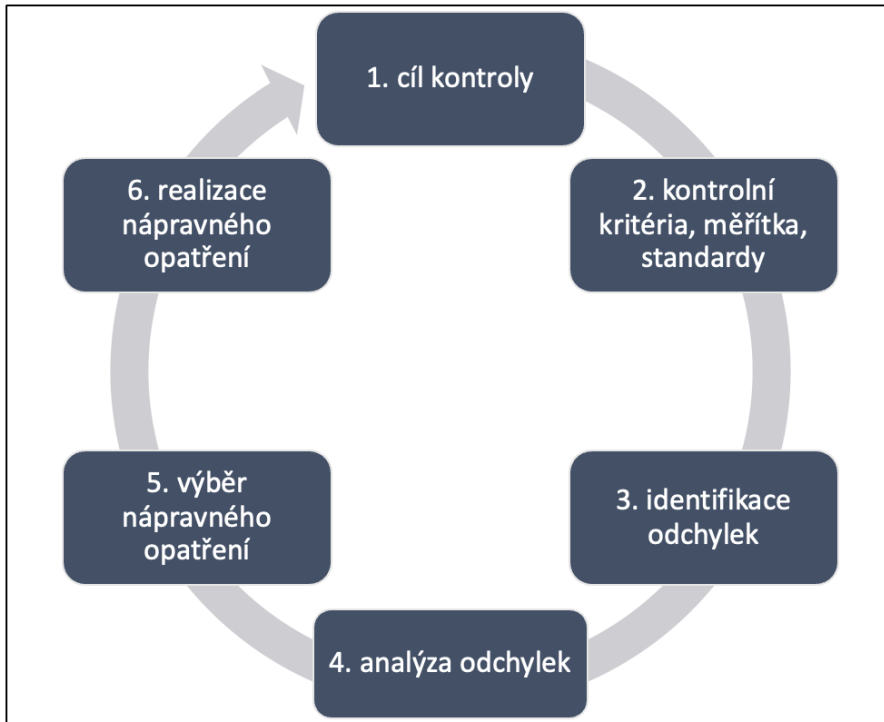 1. cíl kontroly
2. kontrolní
kritéria, měřítka,
standardy
3. identifikace
odchylek
4. analýza odchylek
5. výběr
nápravného
opatření
6. realizace
nápravného
opatření